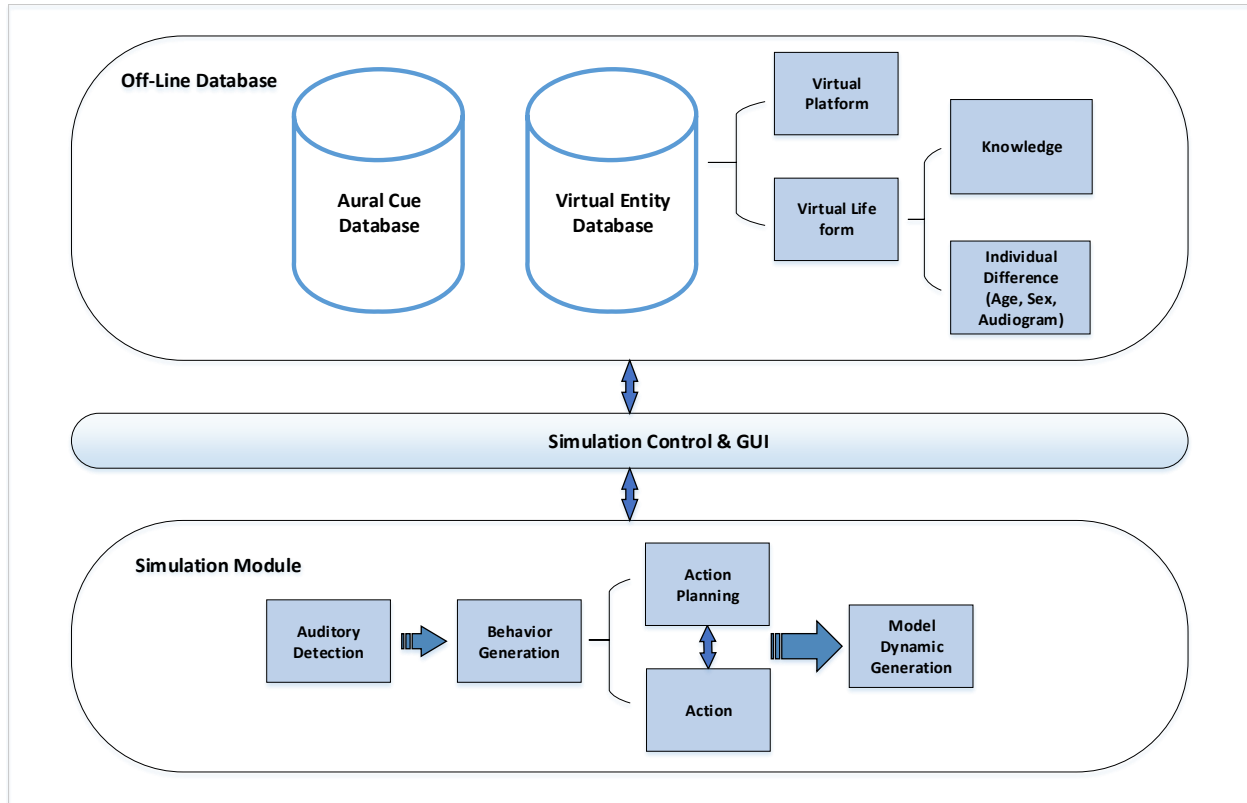 Off-Line Database
Aural Cue
Database
Virtual Entity
Database
Virtual
Platform
Virtual Life
form
Knowledge
Individual
Difference
(Age, Sex,
Audiogram)
Simulation Control & GUI
Simulation Module
Auditory
Detection
Behavior
Generation
Action
Planning
Action
Model
Dynamic
Generation